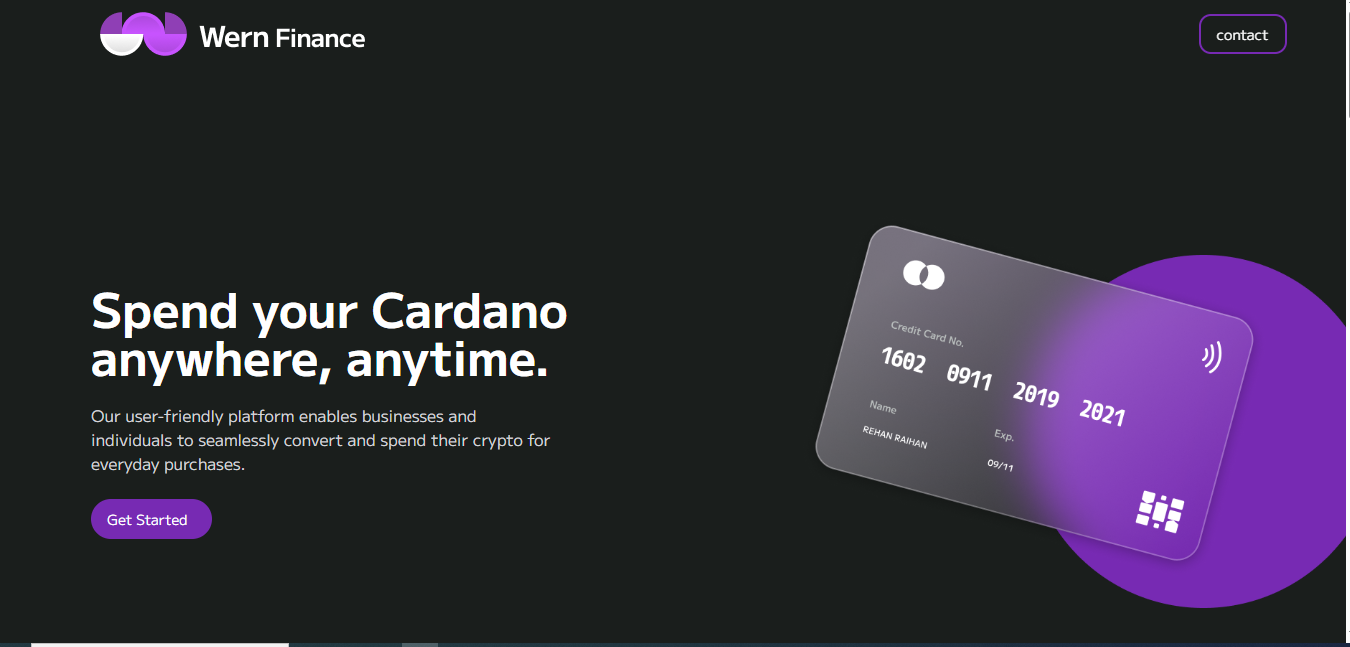 Wern Finance
contact
Spend your Cardano
anywhere, anytime.
Our user-friendly platform enables businesses and
individuals to seamlessly convert and spend their crypto for
everyday purchases.
Get Started
Credit Card No.
1602 0911 2019 2021
Name
REHAN RAIHAN
Exp.
09/11